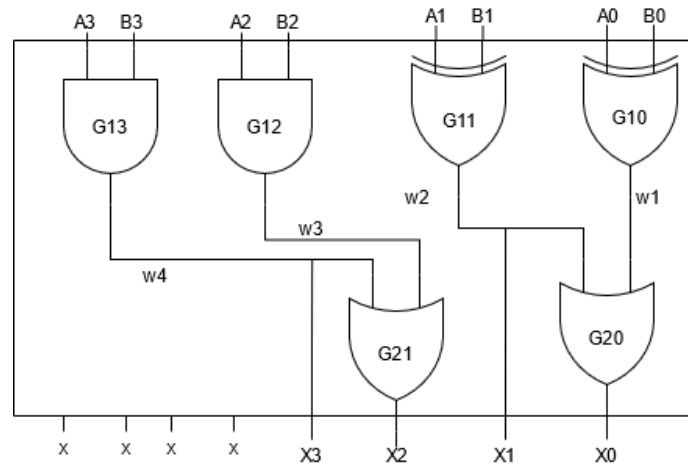 A3 B3 A2 B2 A1 B1 A0 B0
G13 G12 G11 G10
w2 w1
w3
w4
G21 G20
x x x x X3 X2 X1 X0